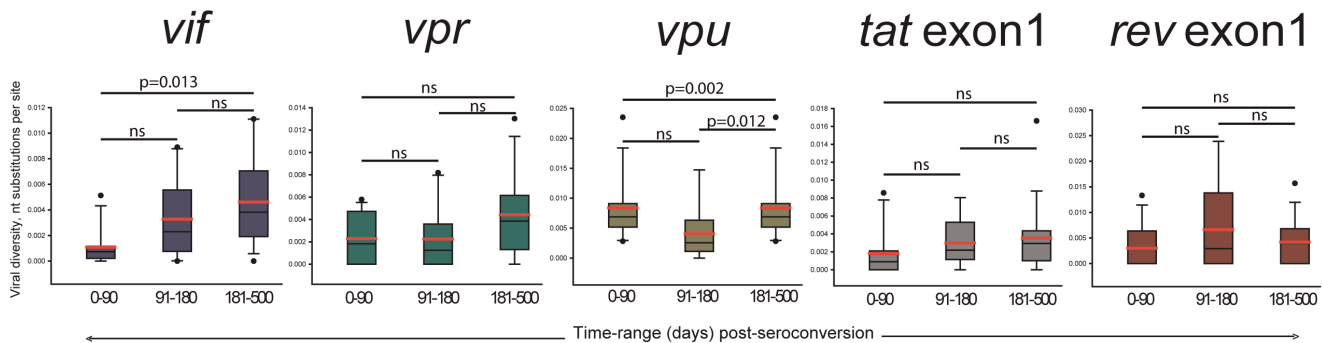 vif
vpr
vpu
tat exon1
rev exon1
Viral diversity, nt substitutions per site
p=0.013
ns
ns
0.012
0.010
0.008
0.006
0.004
0.002
0.000
0-90
91-180
181-500
ns
ns
ns
0.014
0.012
0.010
0.008
0.006
0.004
0.002
0.000
0-90
91-180
181-500
p=0.002
p=0.012
ns
0.025
0.020
0.015
0.010
0.005
0.000
0-90
91-180
181-500
ns
ns
ns
0.018
0.016
0.014
0.012
0.010
0.008
0.006
0.004
0.002
0.000
0-90
91-180
181-500
ns
ns
ns
0.030
0.025
0.020
0.015
0.010
0.005
0.000
0-90
91-180
181-500
Time-range (days) post-seroconversion